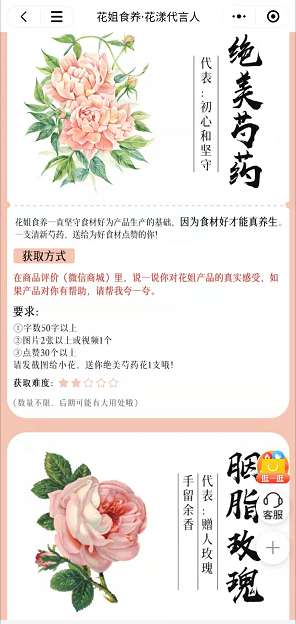 花姐食养·花漾代言人
绝美芍药
代表:初心和坚守
花姐食养一直坚守食材好为产品生产的基础,因为食材好才能真养生。
一支清新芍药,送给为好食材点赞的你!
获取方式
在商品评价(微信商城)里,说一说你对花姐产品的真实感受,如
果产品对你有帮助,请帮我夸一夸。
要求:
①字数50字以上
②图片2张以上或视频1个
③点赞30个以上
请发截图给小花,送你绝美芍药花1支哦!
获取难度:
(数量不限,后期可能有大用处哦)
胭脂玫瑰
代表:赠人玫瑰
手留余香
逛一逛
客服